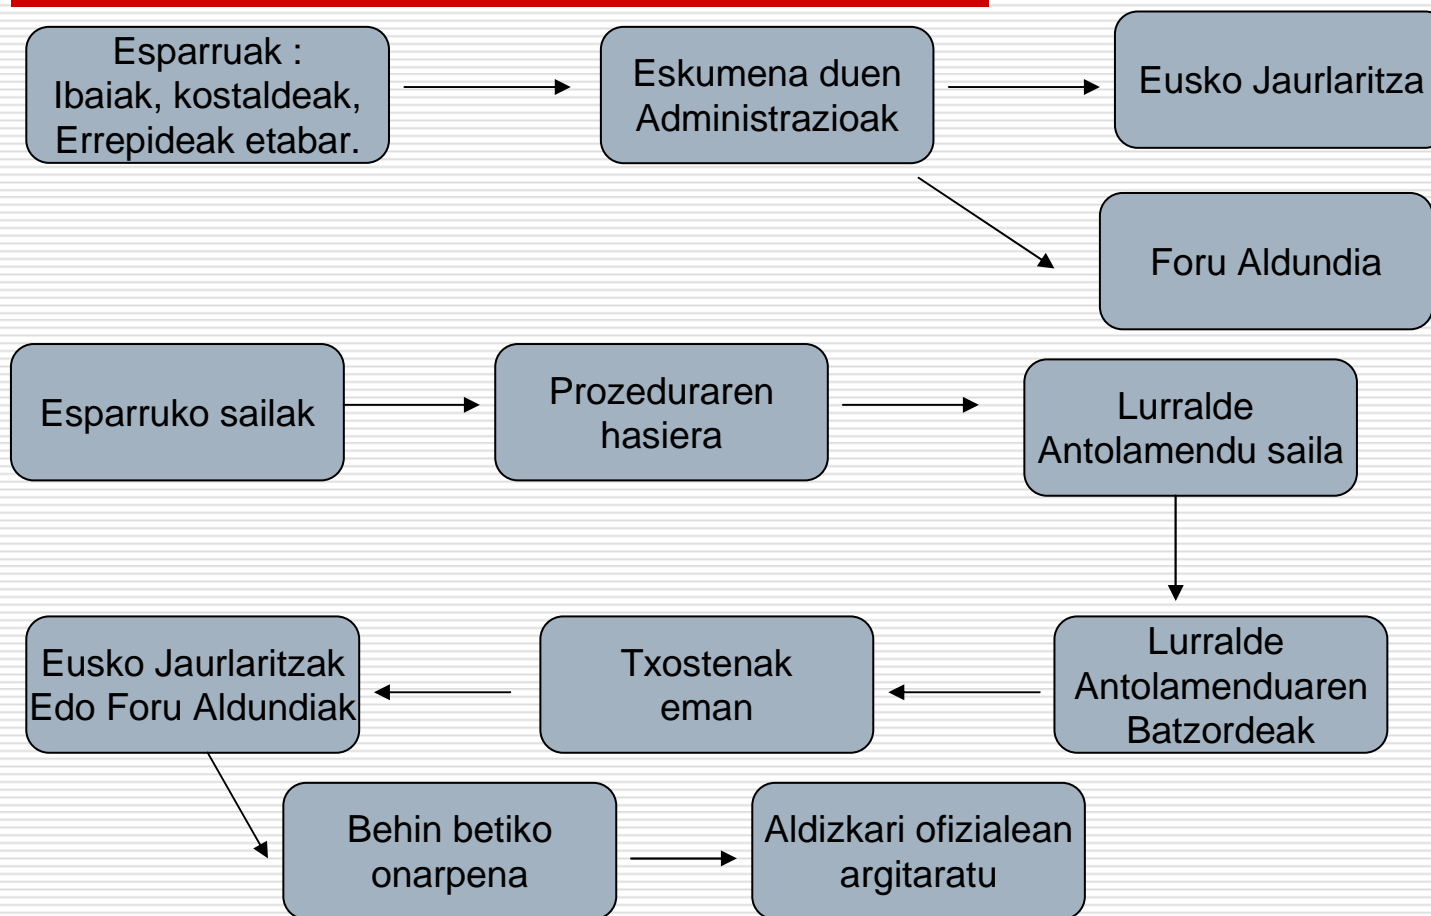 Esparruak :
Ibaiak, kostaldeak,
Errepideak etabar.
Eskumena duen
Administrazioak
Eusko Jaurlaritza
Foru Aldundia
Esparruko sailak
Prozeduraren
hasiera
Lurralde
Antolamendu saila
Lurralde
Antolamenduaren
Batzordeak
Txostenak
eman
Eusko Jaurlaritzak
Edo Foru Aldundiak
Behin betiko
onarpena
Aldizkari ofizialean
argitaratu